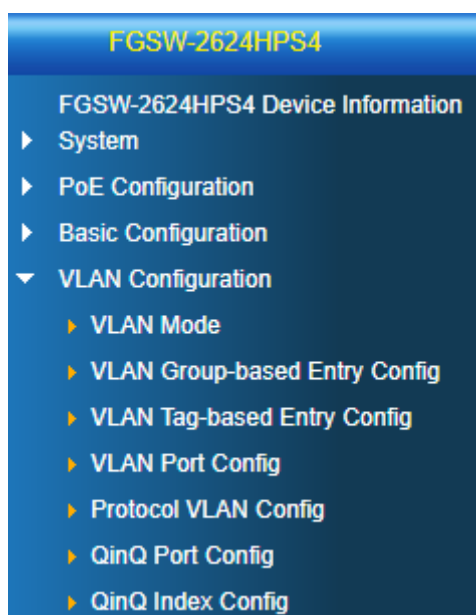 FGSW-2624HPS4
FGSW-2624HPS4 Device Information
System
PoE Configuration
Basic Configuration
VLAN Configuration
VLAN Mode
VLAN Group-based Entry Config
VLAN Tag-based Entry Config
VLAN Port Config
Protocol VLAN Config
QinQ Port Config
QinQ Index Config